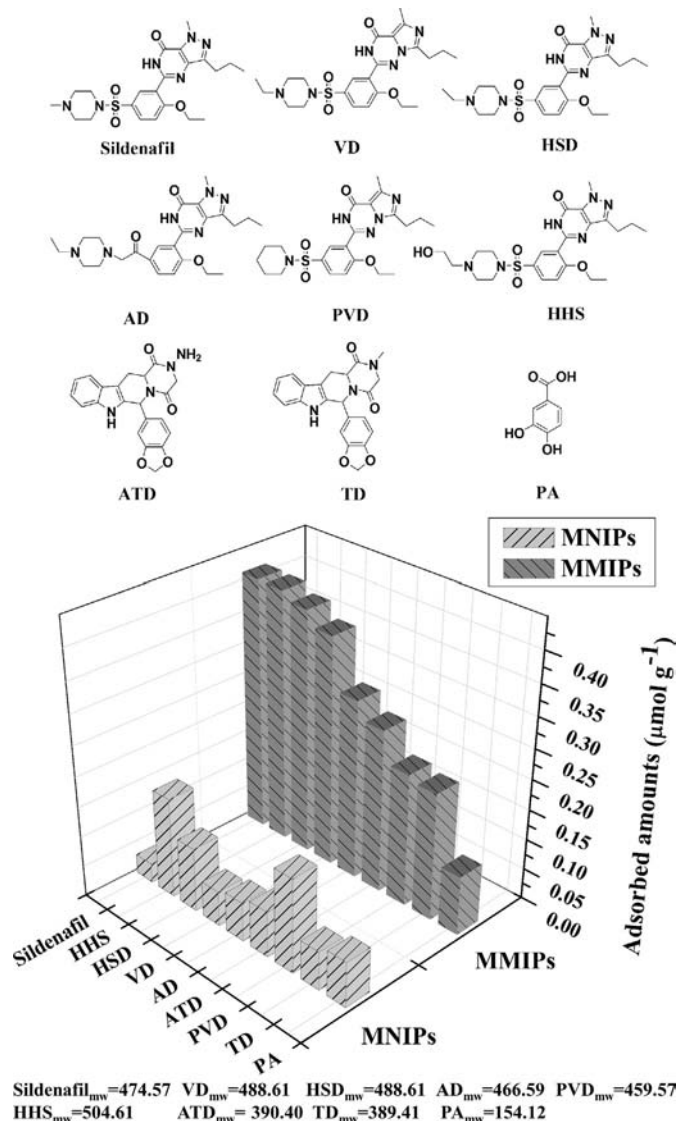 Sildenafil VD HSD
AD PVD HHS
ATD TD PA
MNIPs
MMIPs
0.40
0.35
0.30
0.25
0.20
0.15
0.10
0.05
0.00
Adsorbed amounts (μmol g⁻¹)
Sildenafil
HHS
HSD
VD
AD
ATD
PVD
TD
PA
MNIPs
MMIPs
Sildenafilmw=474.57 VDmw=488.61 HSDmw=488.61 ADmw=466.59 PVDmw=459.57
HHSmw=504.61 ATDmw= 390.40 TDmw=389.41 PAmw=154.12